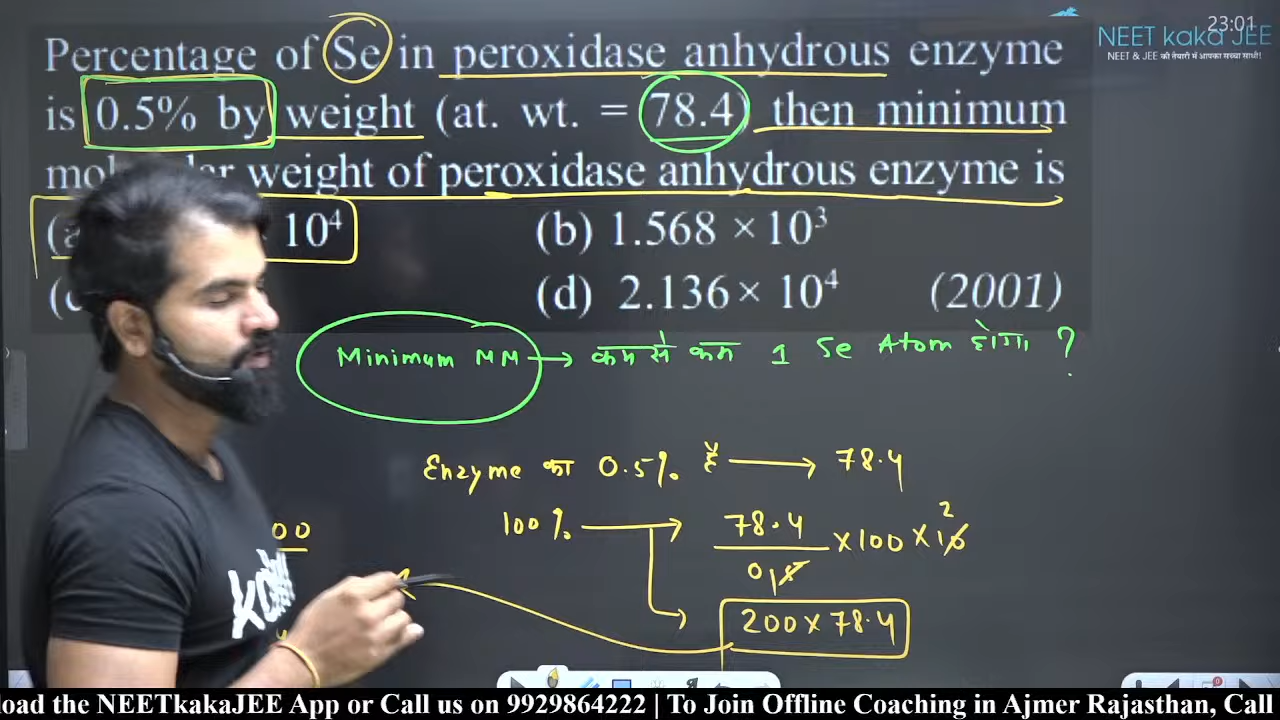 23:01
NEET kaka JEE
NEET & JEE की तैयारी में आपका सच्चा साथी!
Percentage of Se in peroxidase anhydrous enzyme
is 0.5% by weight (at. wt. = 78.4) then minimum
weight of peroxidase anhydrous enzyme is
10⁴ (b) 1.568 × 10³
(d) 2.136 × 10⁴ (2001)
Minimum MM → कम से कम 1 Se Atom होगा ?
Enzyme का 0.5% है → 78.4
100% → 78.4 / 0.5 × 100 × 10 2
200 × 78.4
00
load the NEETkakaJEE App or Call us on 9929864222 | To Join Offline Coaching in Ajmer Rajasthan, Call